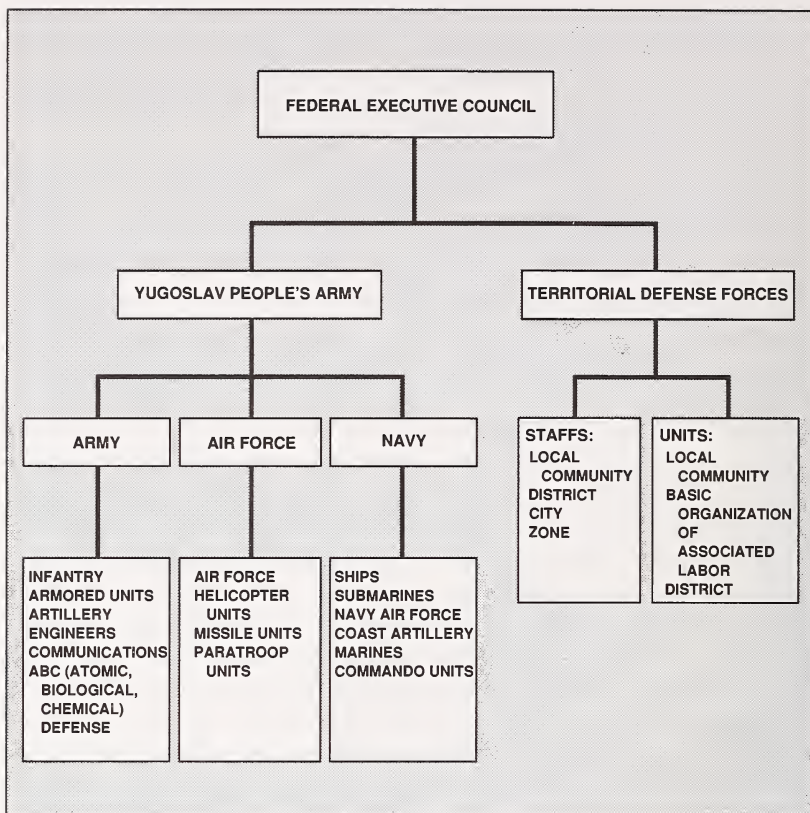 FEDERAL EXECUTIVE COUNCIL
YUGOSLAV PEOPLE'S ARMY
TERRITORIAL DEFENSE FORCES
ARMY
AIR FORCE
NAVY
STAFFS:
LOCAL
COMMUNITY
DISTRICT
CITY
ZONE
UNITS:
LOCAL
COMMUNITY
BASIC
ORGANIZATION
OF
ASSOCIATED
LABOR
DISTRICT
INFANTRY
ARMORED UNITS
ARTILLERY
ENGINEERS
COMMUNICATIONS
ABC (ATOMIC,
BIOLOGICAL,
CHEMICAL)
DEFENSE
AIR FORCE
HELICOPTER
UNITS
MISSILE UNITS
PARATROOP
UNITS
SHIPS
SUBMARINES
NAVY AIR FORCE
COAST ARTILLERY
MARINES
COMMANDO UNITS